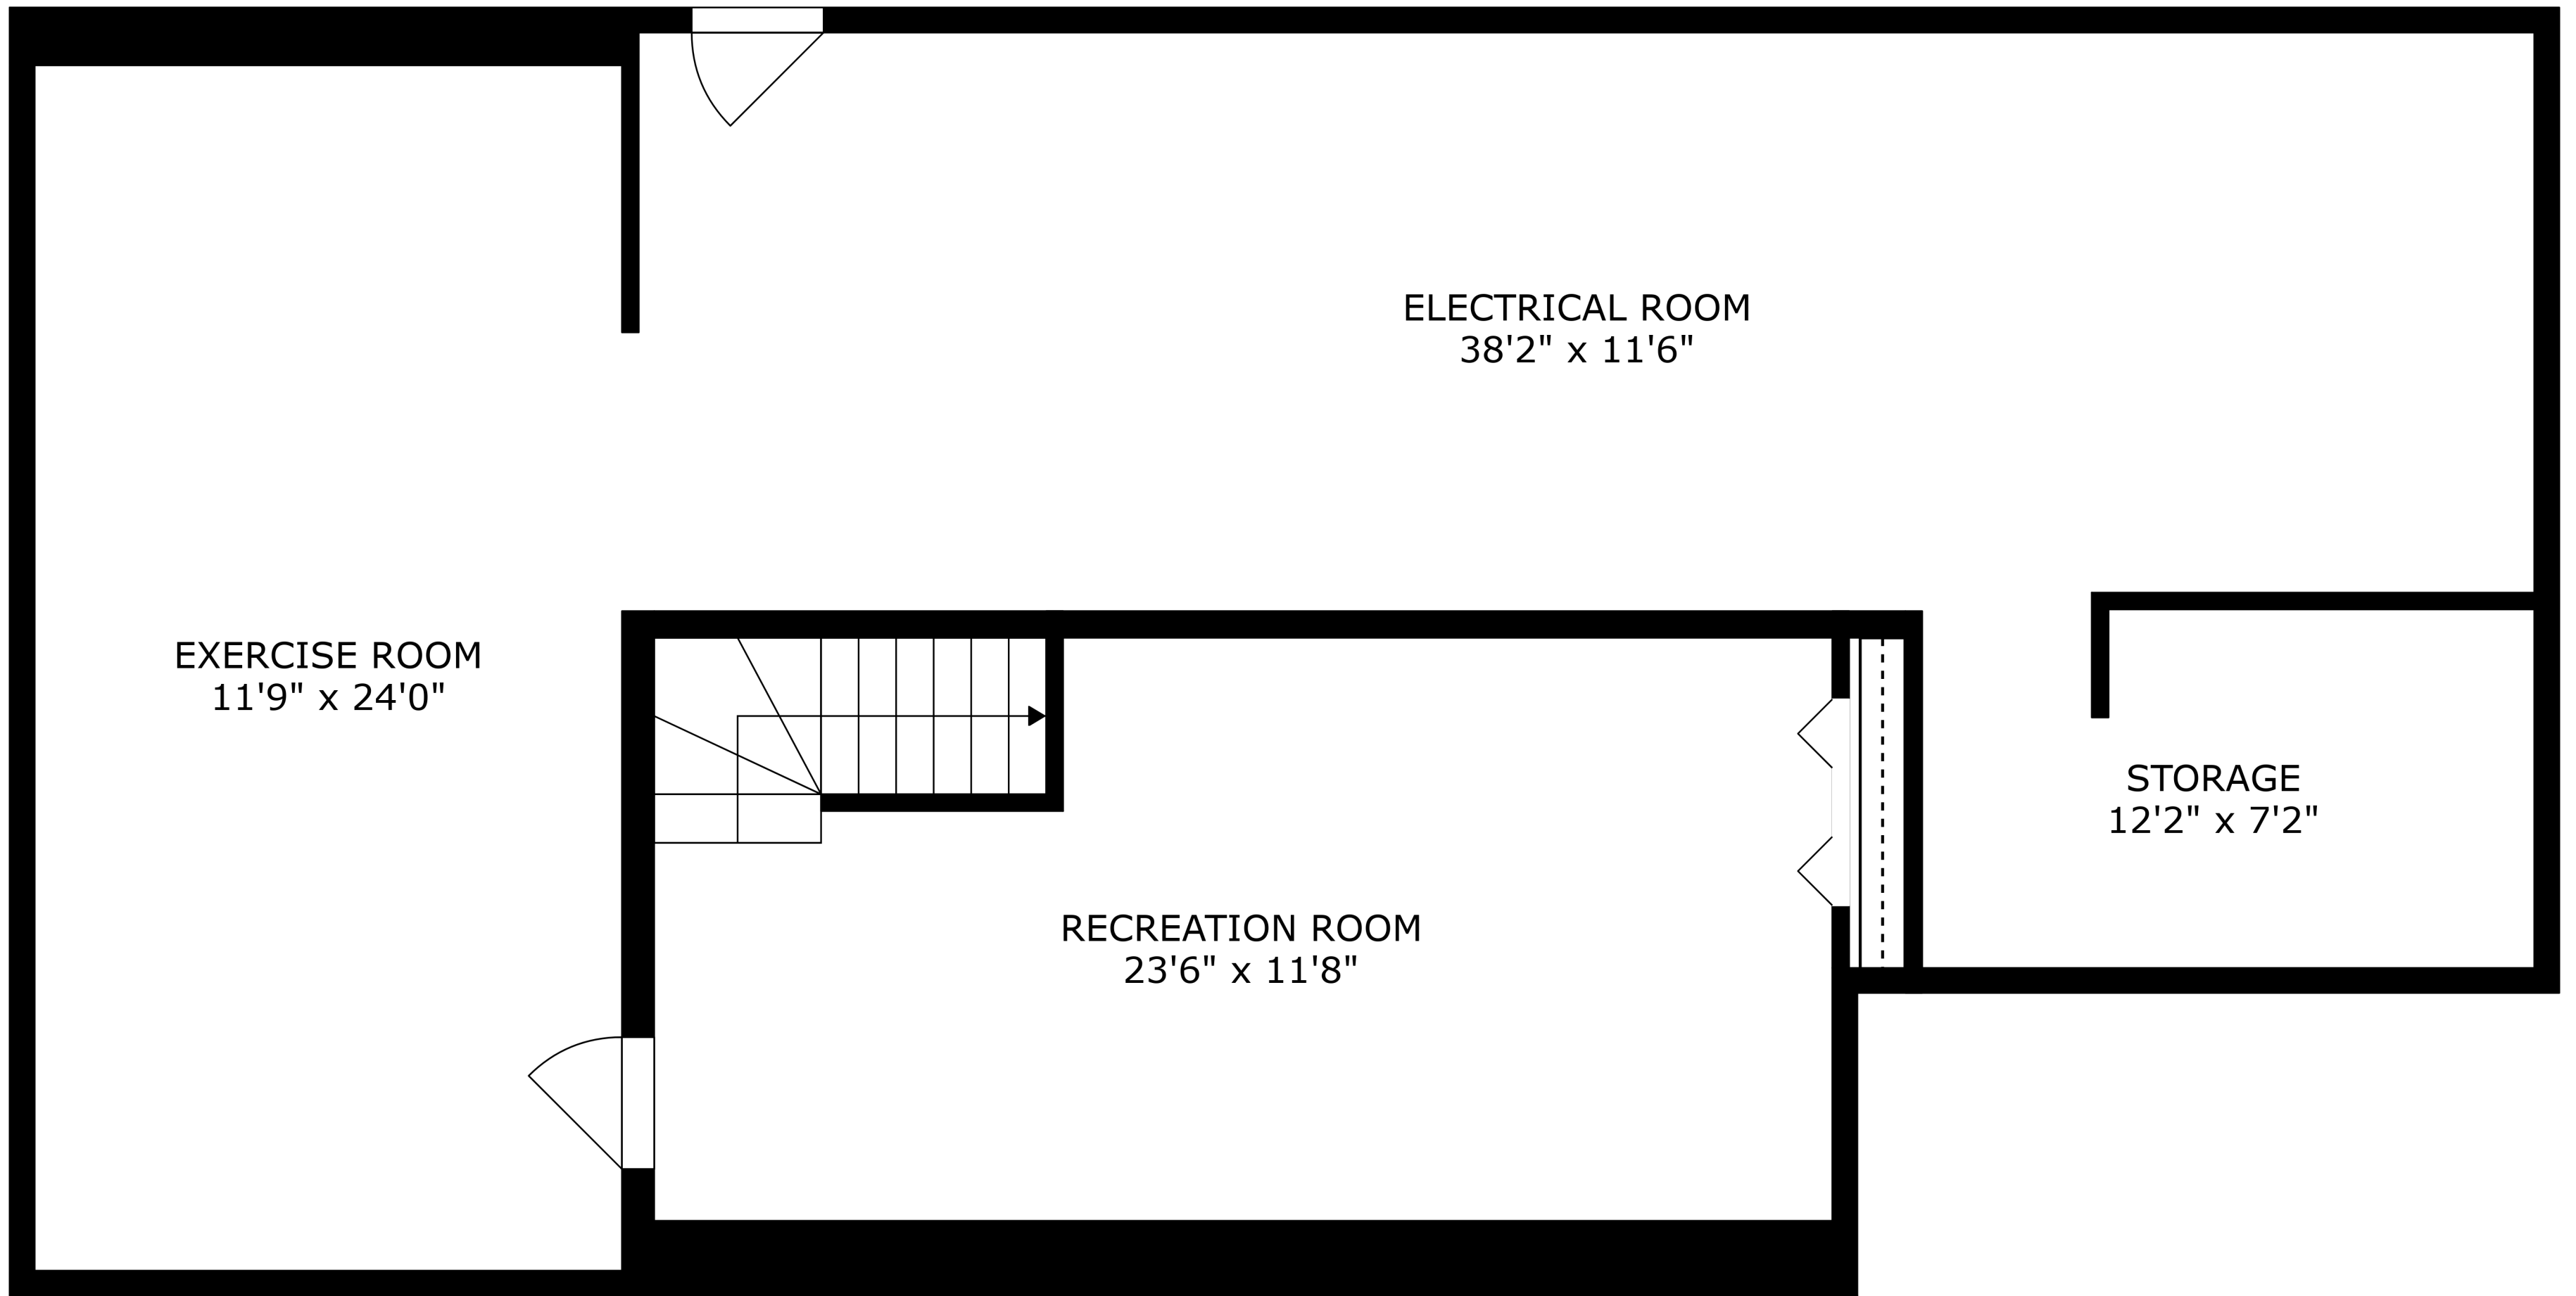 ELECTRICAL ROOM
38'2" x 11'6"
EXERCISE ROOM
11'9" x 24'0"
STORAGE
12'2" x 7'2"
RECREATION ROOM
23'6" x 11'8"